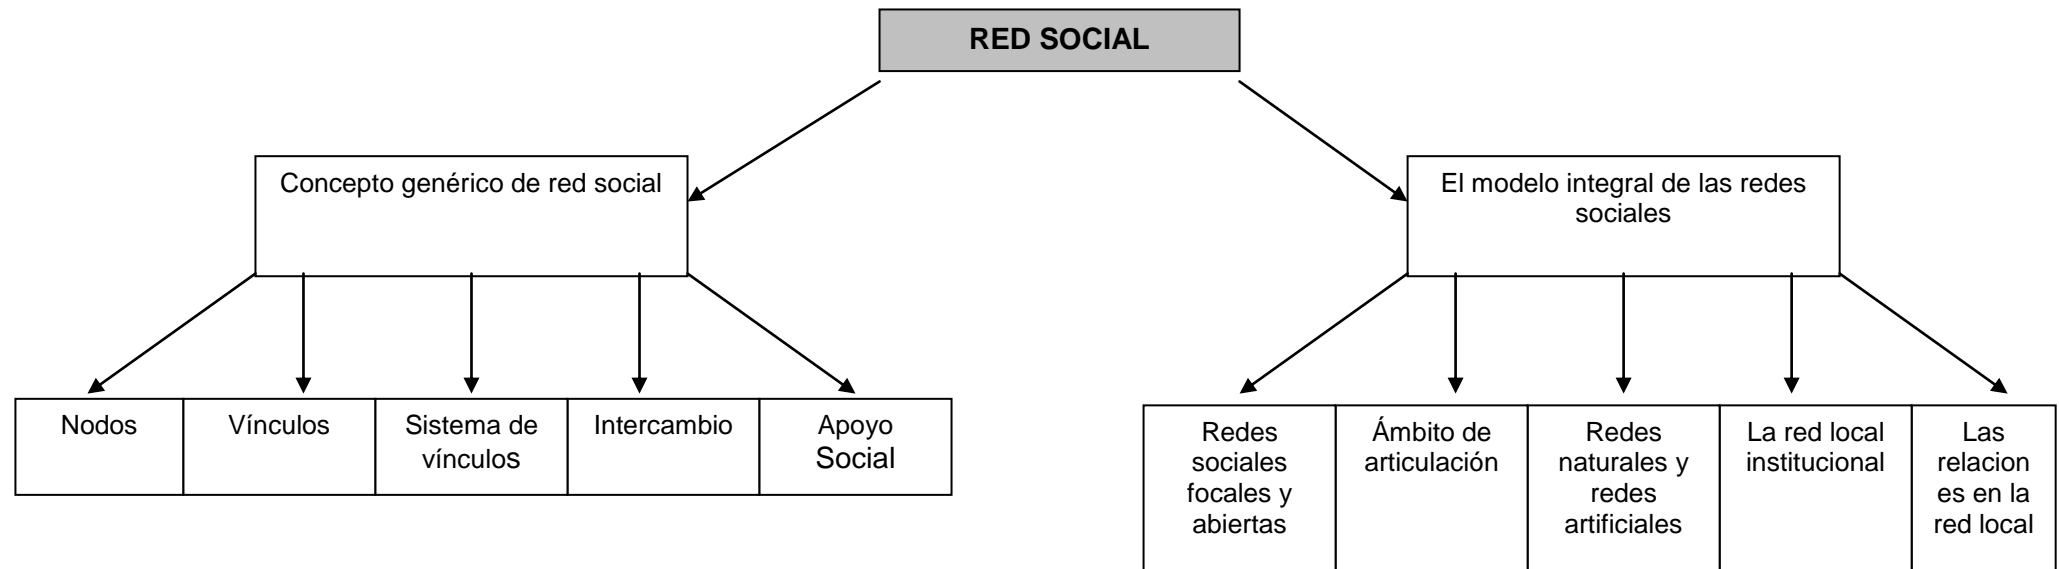 RED SOCIAL
Concepto genérico de red social
El modelo integral de las redes
sociales
Nodos
Vínculos
Sistema de
vínculos
Intercambio
Apoyo
Social
Redes
sociales
focales y
abiertas
Ámbito de
articulación
Redes
naturales y
redes
artificiales
La red local
institucional
Las
relacion
es en la
red local